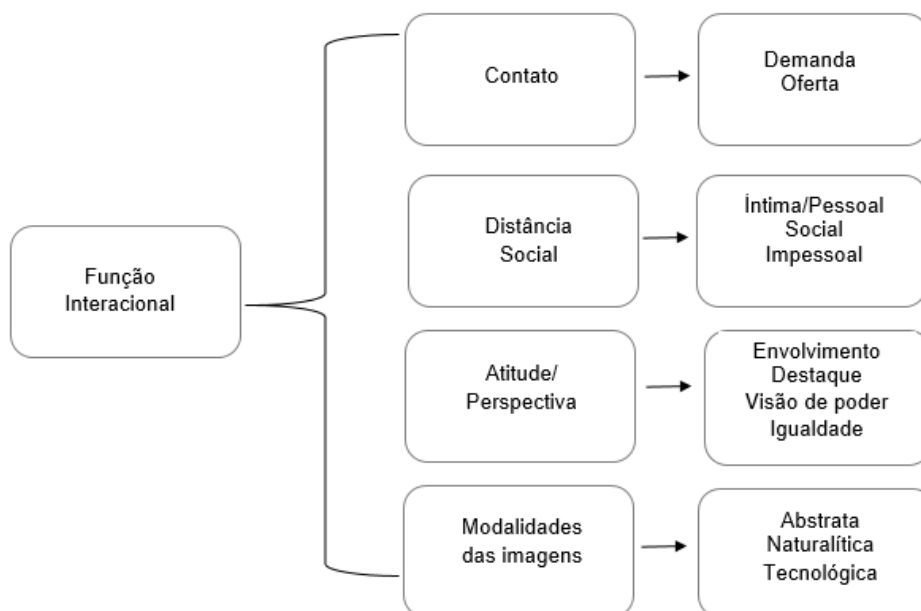 Função
Interacional
Contato
Demanda
Oferta
Distância
Social
Íntima/Pessoal
Social
Impessoal
Atitude/
Perspectiva
Envolvimento
Destaque
Visão de poder
Igualdade
Modalidades
das imagens
Abstrata
Naturalítica
Tecnológica